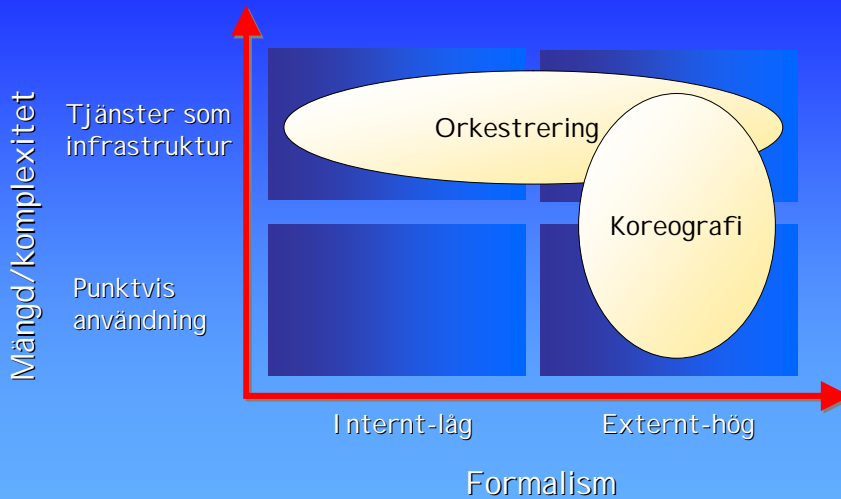 Mängd/komplexitet
Tjänster som
infrastruktur
Orkestrering
Koreografi
Punktvis
användning
Internt-låg
Externt-hög
Formalism